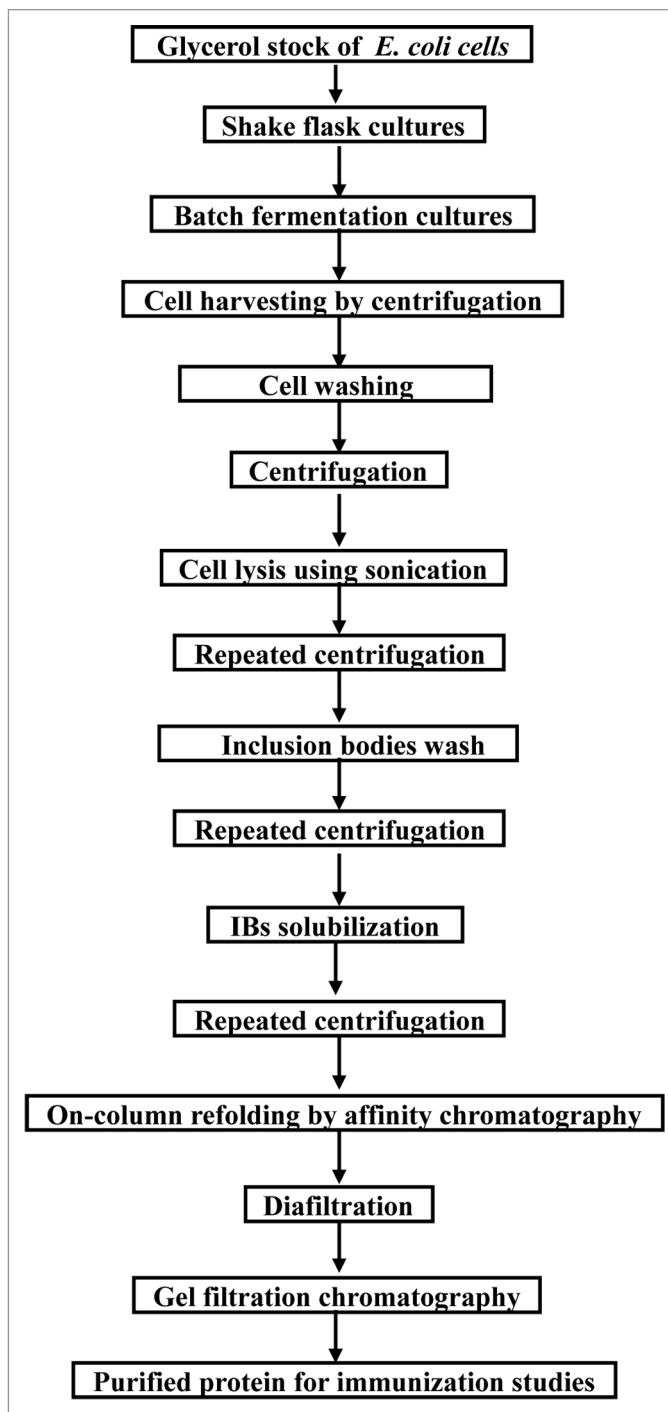 Glycerol stock of E. coli cells
Shake flask cultures
Batch fermentation cultures
Cell harvesting by centrifugation
Cell washing
Centrifugation
Cell lysis using sonication
Repeated centrifugation
Inclusion bodies wash
Repeated centrifugation
IBs solubilization
Repeated centrifugation
On-column refolding by affinity chromatography
Diafiltration
Gel filtration chromatography
Purified protein for immunization studies